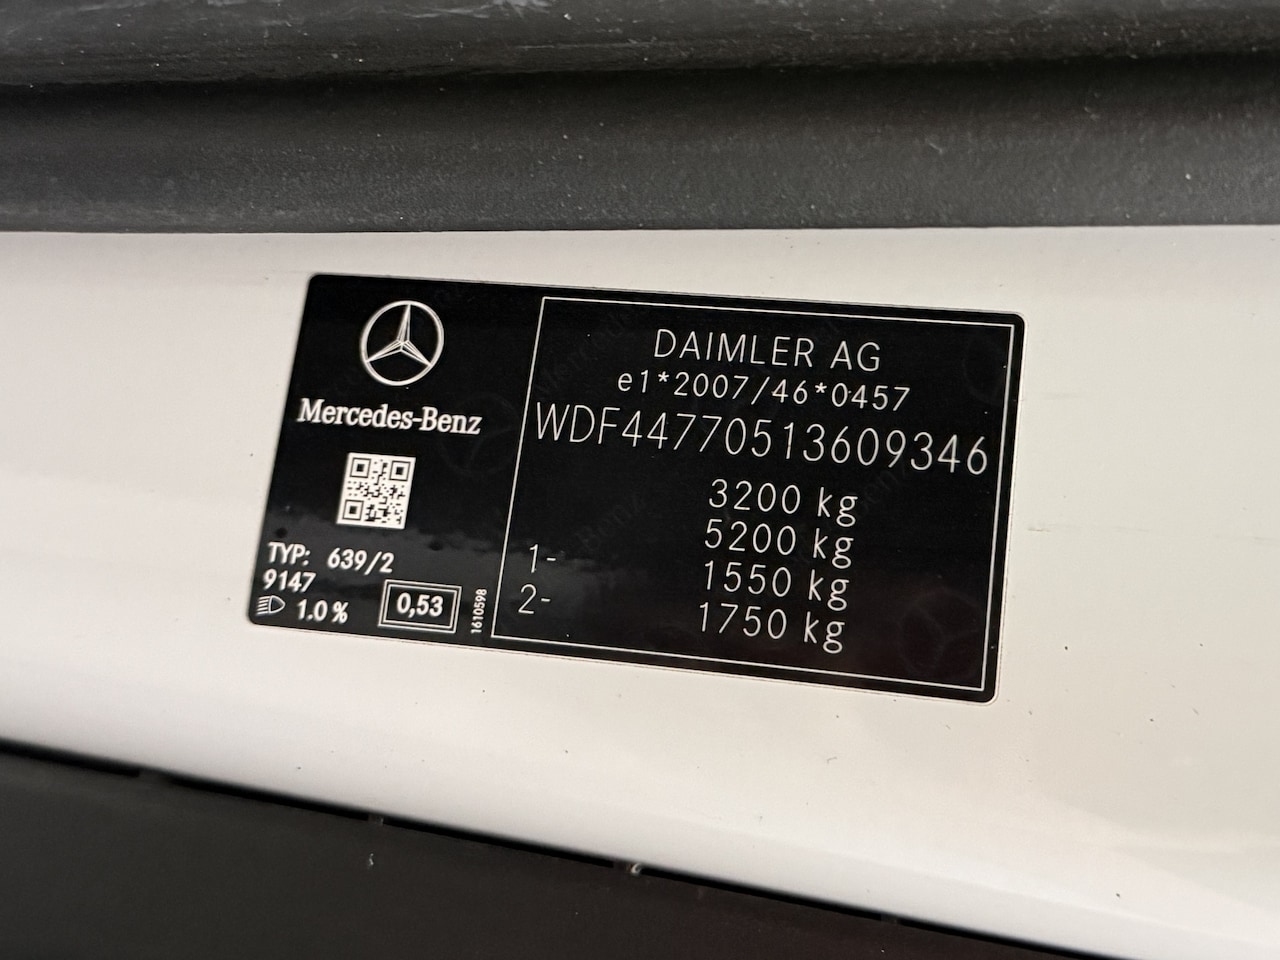 Mercedes-Benz
TYP: 639/2
9147
1.0 %
0,53
1610598
DAIMLER AG
e1*2007/46*0457
WDF44770513609346
3200 kg
5200 kg
1- 1550 kg
2- 1750 kg